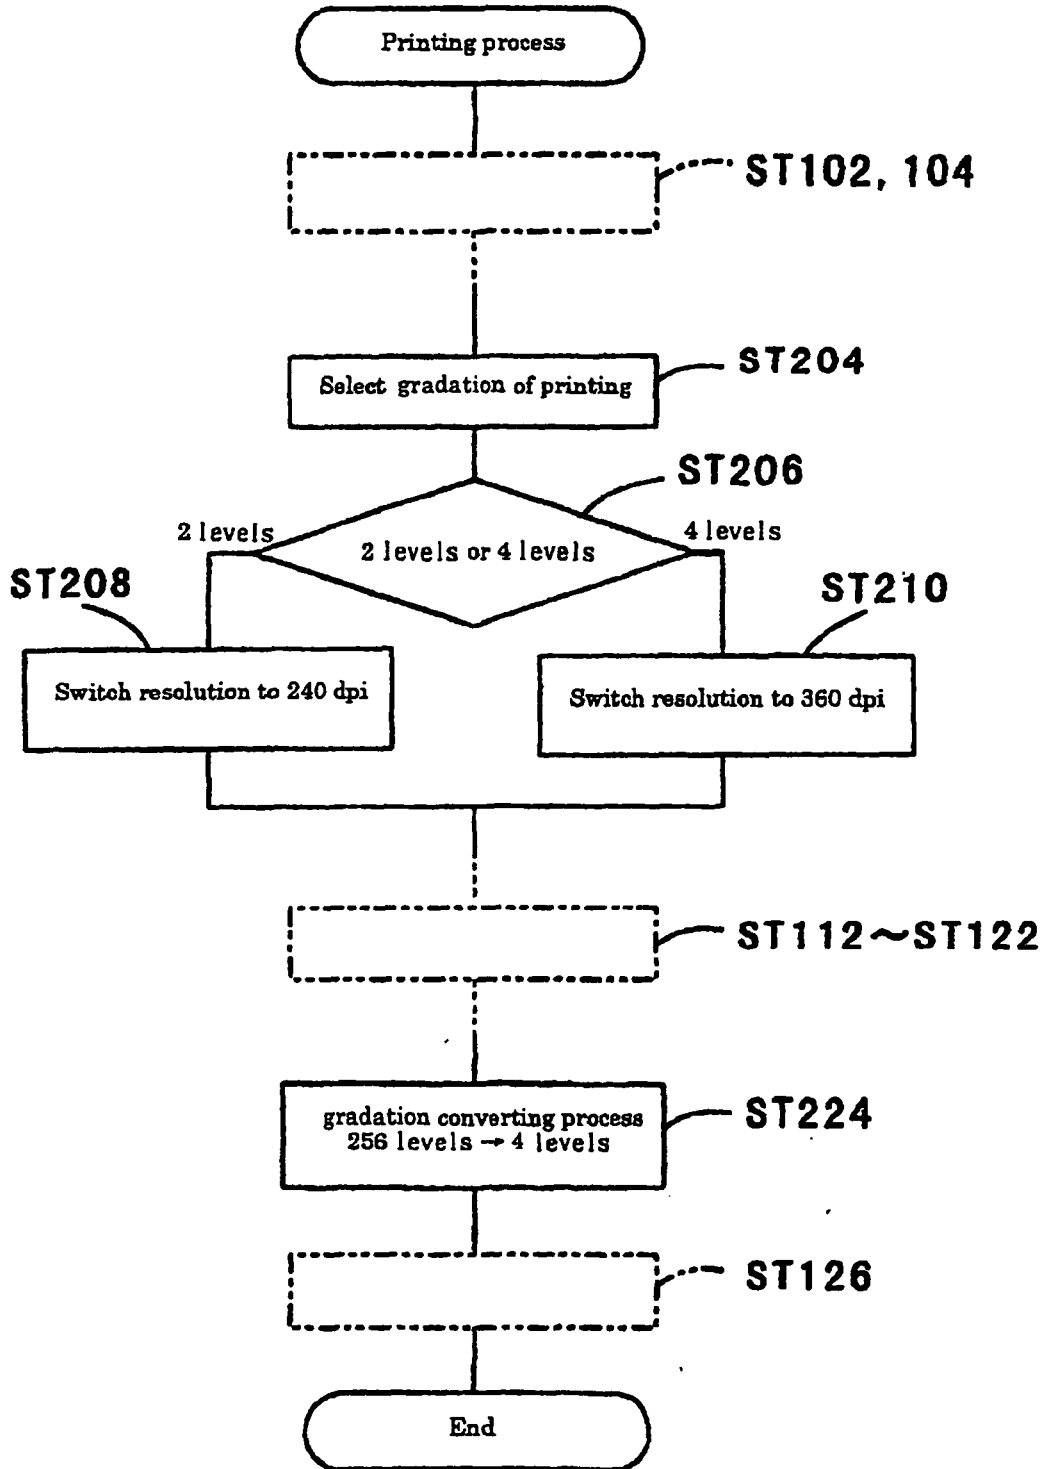 Printing process
ST102, 104
Select gradation of printing
ST204
ST206
2 levels
2 levels or 4 levels
4 levels
ST208
ST210
Switch resolution to 240 dpi
Switch resolution to 360 dpi
ST112～ST122
gradation converting process
256 levels → 4 levels
ST224
ST126
End